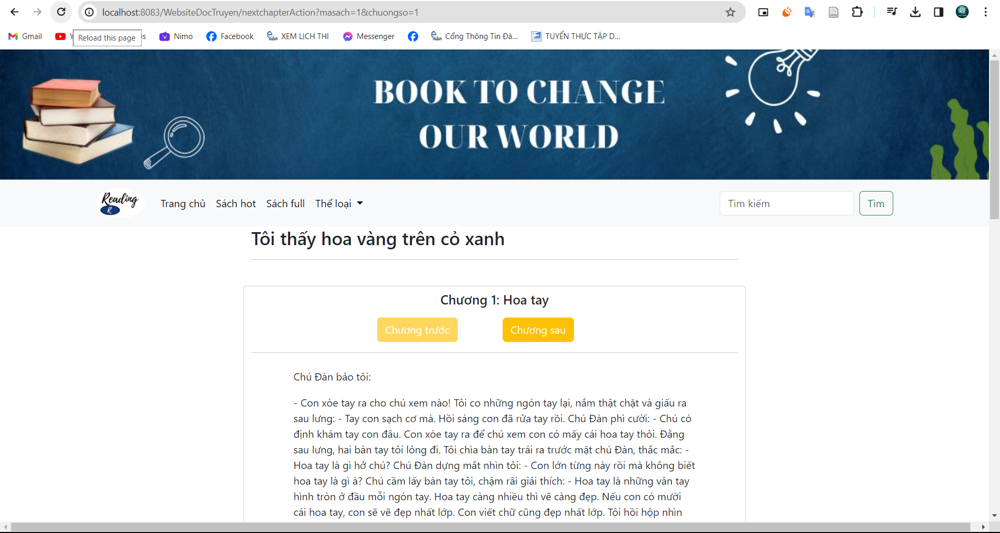 localhost:8083/WebsiteDocTruyen/nextchapterAction?masach=1&chuongso=1
Gmail
Reload this page
Nimo
Facebook
XEM LỊCH THI
Messenger
Cổng Thông Tin Đà...
TUYỂN THỰC TẬP D...
BOOK TO CHANGE
OUR WORLD
Reading
R
Trang chủ
Sách hot
Sách full
Thể loại
Tìm kiếm
Tìm
Tôi thấy hoa vàng trên cỏ xanh
Chương 1: Hoa tay
Chương trước
Chương sau
Chú Đàn bảo tôi:
- Con xòe tay ra cho chú xem nào! Tôi co những ngón tay lại, nắm thật chặt và giấu ra
sau lưng: - Tay con sạch cơ mà. Hồi sáng con đã rửa tay rồi. Chú Đàn phì cười: - Chú có
định khám tay con đâu. Con xòe tay ra để chú xem con có mấy cái hoa tay thôi. Đằng
sau lưng, hai bàn tay tôi lỏng đi. Tôi chìa bàn tay trái ra trước mặt chú Đàn, thắc mắc: -
Hoa tay là gì hở chú? Chú Đàn dựng mắt nhìn tôi: - Con lớn từng này rồi mà không biết
hoa tay là gì à? Chú cầm lấy bàn tay tôi, chậm rãi giải thích: - Hoa tay là những vân tay
hình tròn ở đầu mỗi ngón tay. Hoa tay càng nhiều thì vẽ càng đẹp. Nếu con có mười
cái hoa tay, con sẽ vẽ đẹp nhất lớp. Con viết chữ cũng đẹp nhất lớp. Tôi hồi hộp nhìn